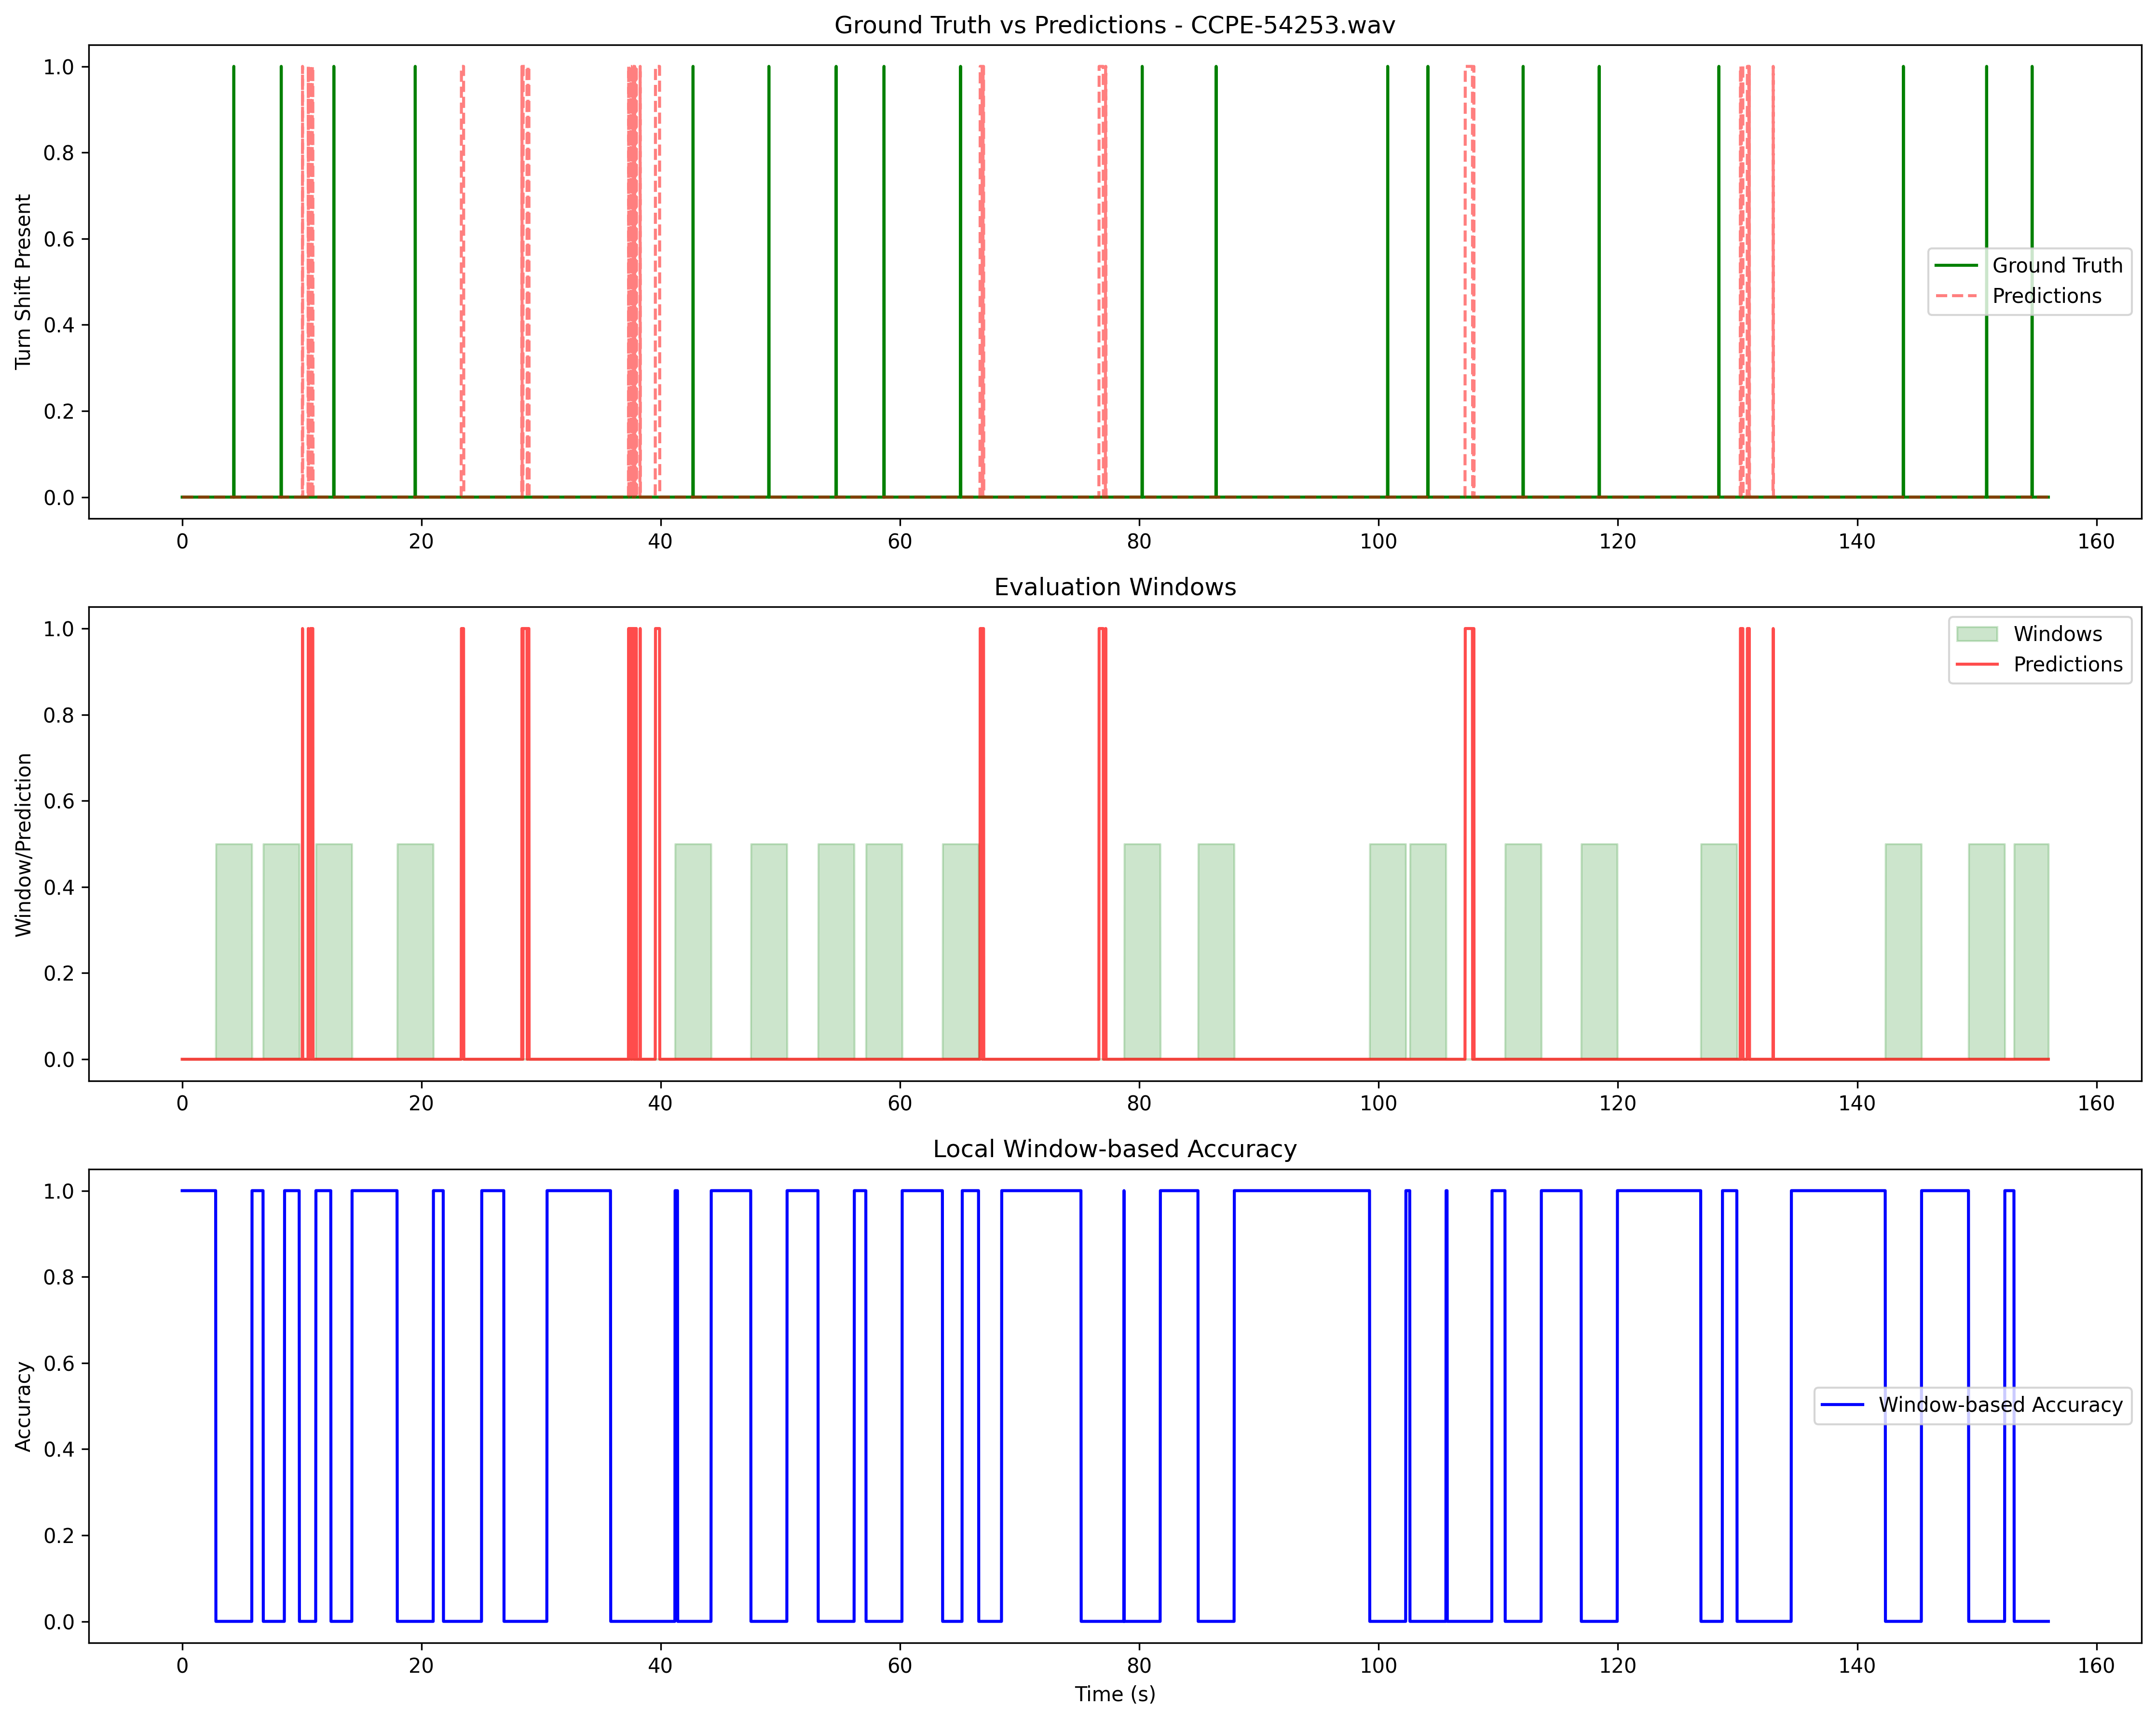 Ground Truth vs Predictions - CCPE-54253.wav
Turn Shift Present
1.0
0.8
0.6
0.4
0.2
0.0
Ground Truth
Predictions
0 20 40 60 80 100 120 140 160
Evaluation Windows
Window/Prediction
1.0
0.8
0.6
0.4
0.2
0.0
Windows
Predictions
0 20 40 60 80 100 120 140 160
Local Window-based Accuracy
Accuracy
1.0
0.8
0.6
0.4
0.2
0.0
Window-based Accuracy
0 20 40 60 80 100 120 140 160
Time (s)